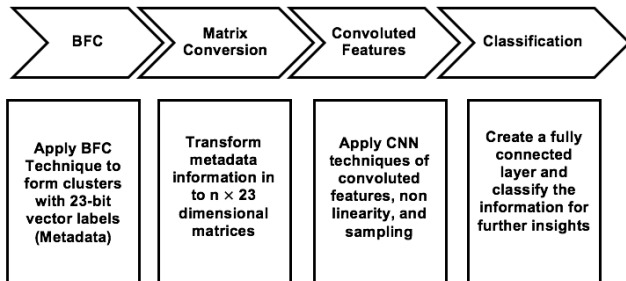 BFC
Matrix
Conversion
Convoluted
Features
Classification
Apply BFC
Technique to
form clusters
with 23-bit
vector labels
(Metadata)
Transform
metadata
information in
to n × 23
dimensional
matrices
Apply CNN
techniques of
convoluted
features, non
linearity, and
sampling
Create a fully
connected
layer and
classify the
information for
further insights